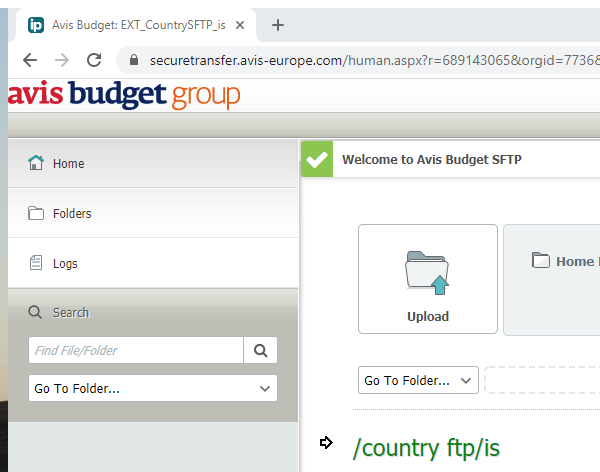 ip Avis Budget: EXT_CountrySFTP_is
securetransfer.avis-europe.com/human.aspx?r=689143065&orgid=7736
avis budget group
Home
Welcome to Avis Budget SFTP
Folders
Logs
Home
Upload
Search
Find File/Folder
Go To Folder...
Go To Folder...
/country ftp/is